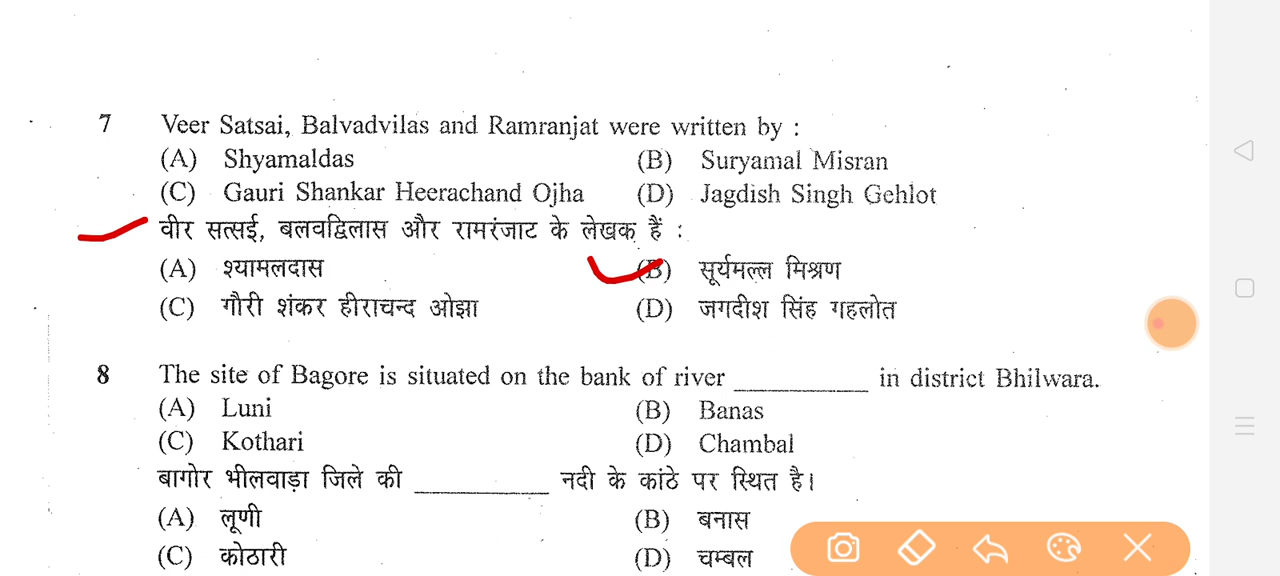 7 Veer Satsai, Balvadvilas and Ramranjat were written by :
(A) Shyamaldas (B) Suryamal Misran
(C) Gauri Shankar Heerachand Ojha (D) Jagdish Singh Gehlot
वीर सत्सई, बलवद्विलास और रामरंजाट के लेखक हैं :
(A) श्यामलदास (B) सूर्यमल्ल मिश्रण
(C) गौरी शंकर हीराचन्द ओझा (D) जगदीश सिंह गहलोत
8 The site of Bagore is situated on the bank of river __________ in district Bhilwara.
(A) Luni (B) Banas
(C) Kothari (D) Chambal
बागोर भीलवाड़ा जिले की __________ नदी के कांठे पर स्थित है।
(A) लूणी (B) बनास
(C) कोठारी (D) चम्बल